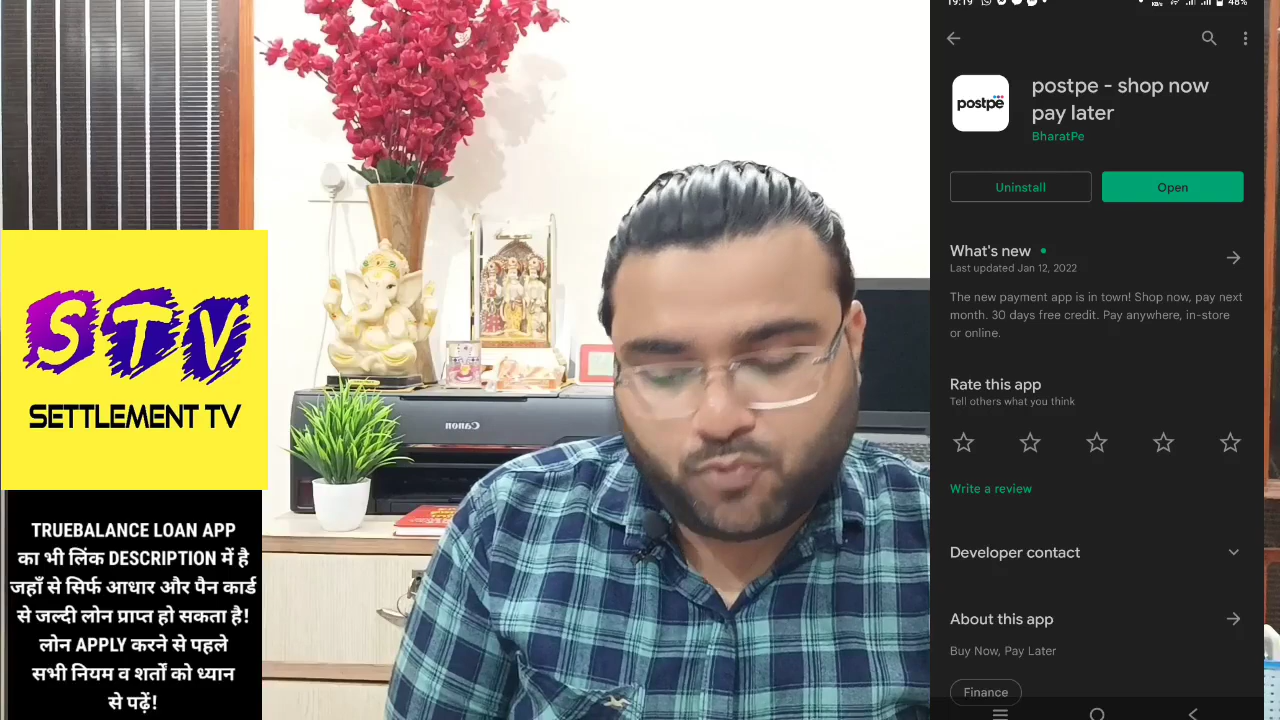 STV
SETTLEMENT TV
TRUEBALANCE LOAN APP
का भी लिंक DESCRIPTION में है
जहाँ से सिर्फ आधार और पैन कार्ड
से जल्दी लोन प्राप्त हो सकता है!
लोन APPLY करने से पहले
सभी नियम व शर्तों को ध्यान
से पढ़ें!
Canon
19:19
48%
postpe
postpe - shop now
pay later
BharatPe
Uninstall
Open
What's new
Last updated Jan 12, 2022
The new payment app is in town! Shop now, pay next
month. 30 days free credit. Pay anywhere, in-store
or online.
Rate this app
Tell others what you think
Write a review
Developer contact
About this app
Buy Now, Pay Later
Finance